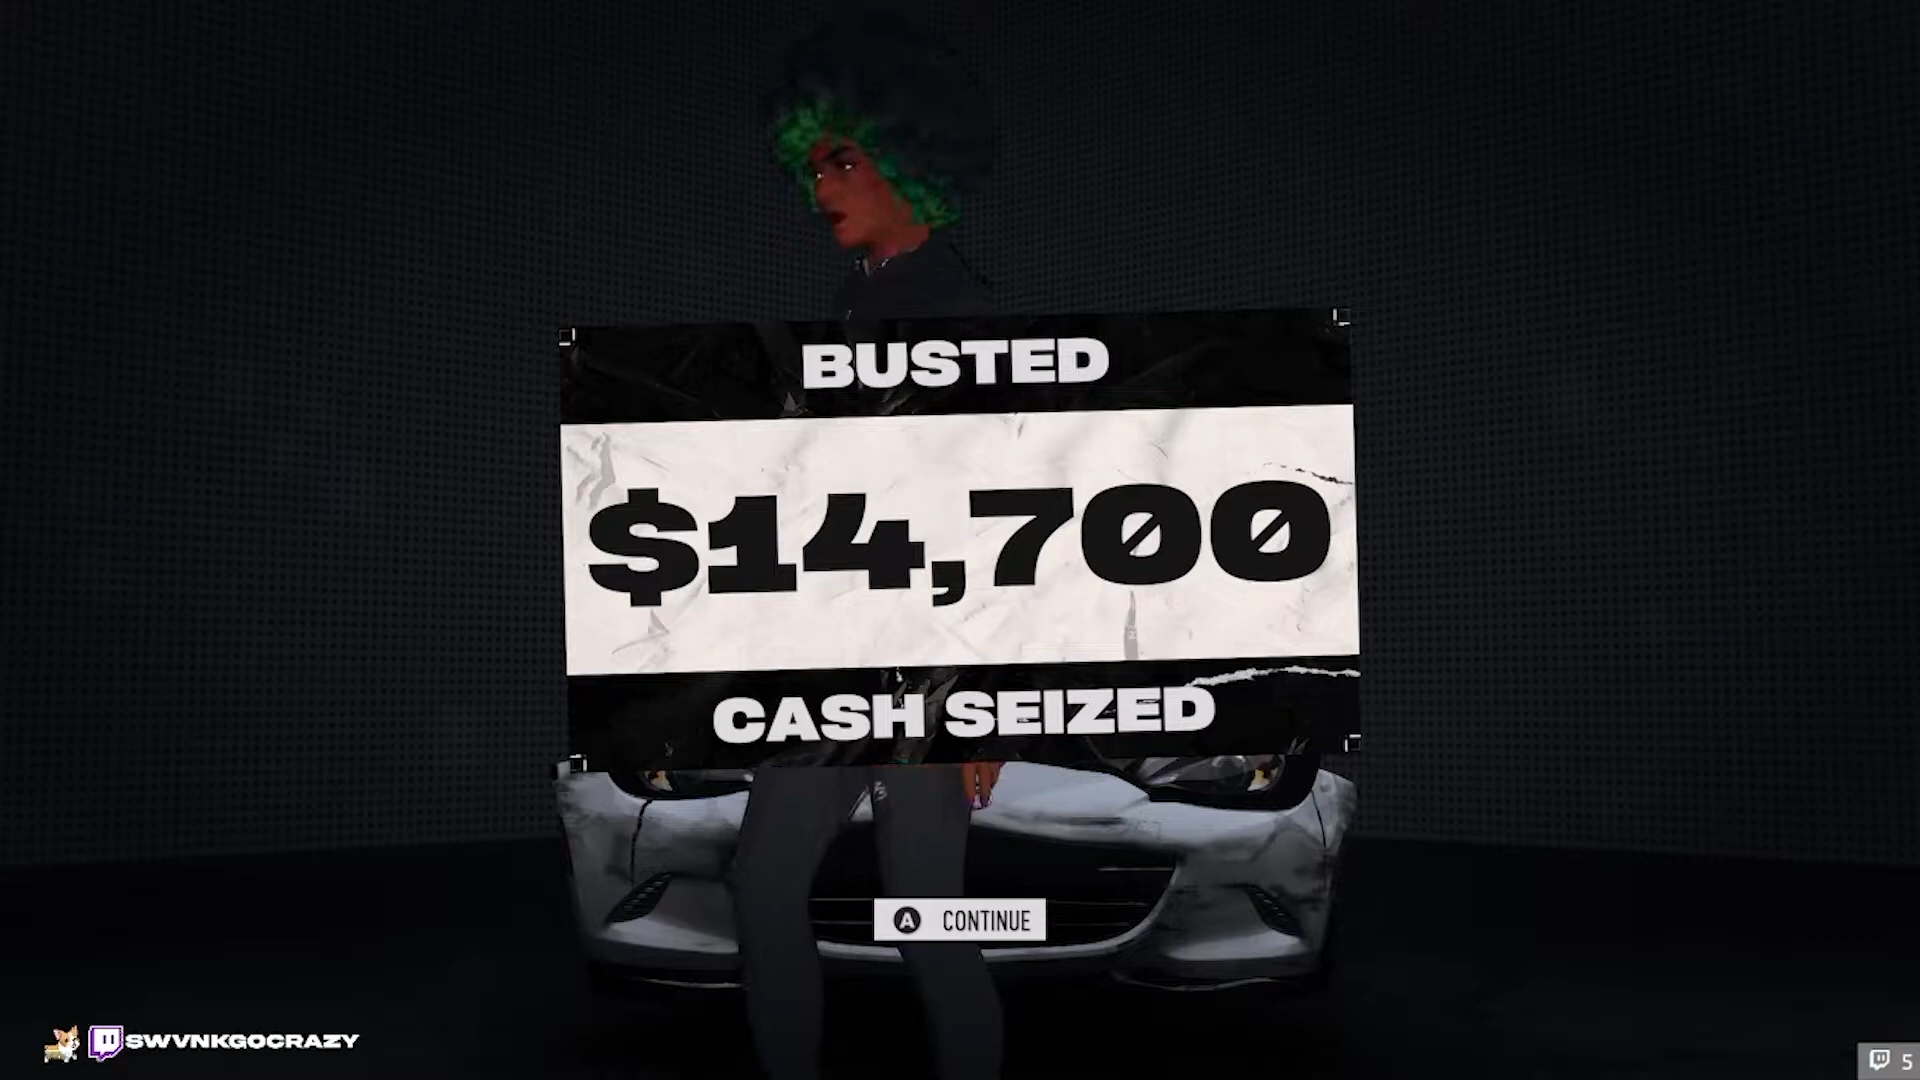 BUSTED
$14,700
CASH SEIZED
A CONTINUE
SWVNKGOCRAZY
5